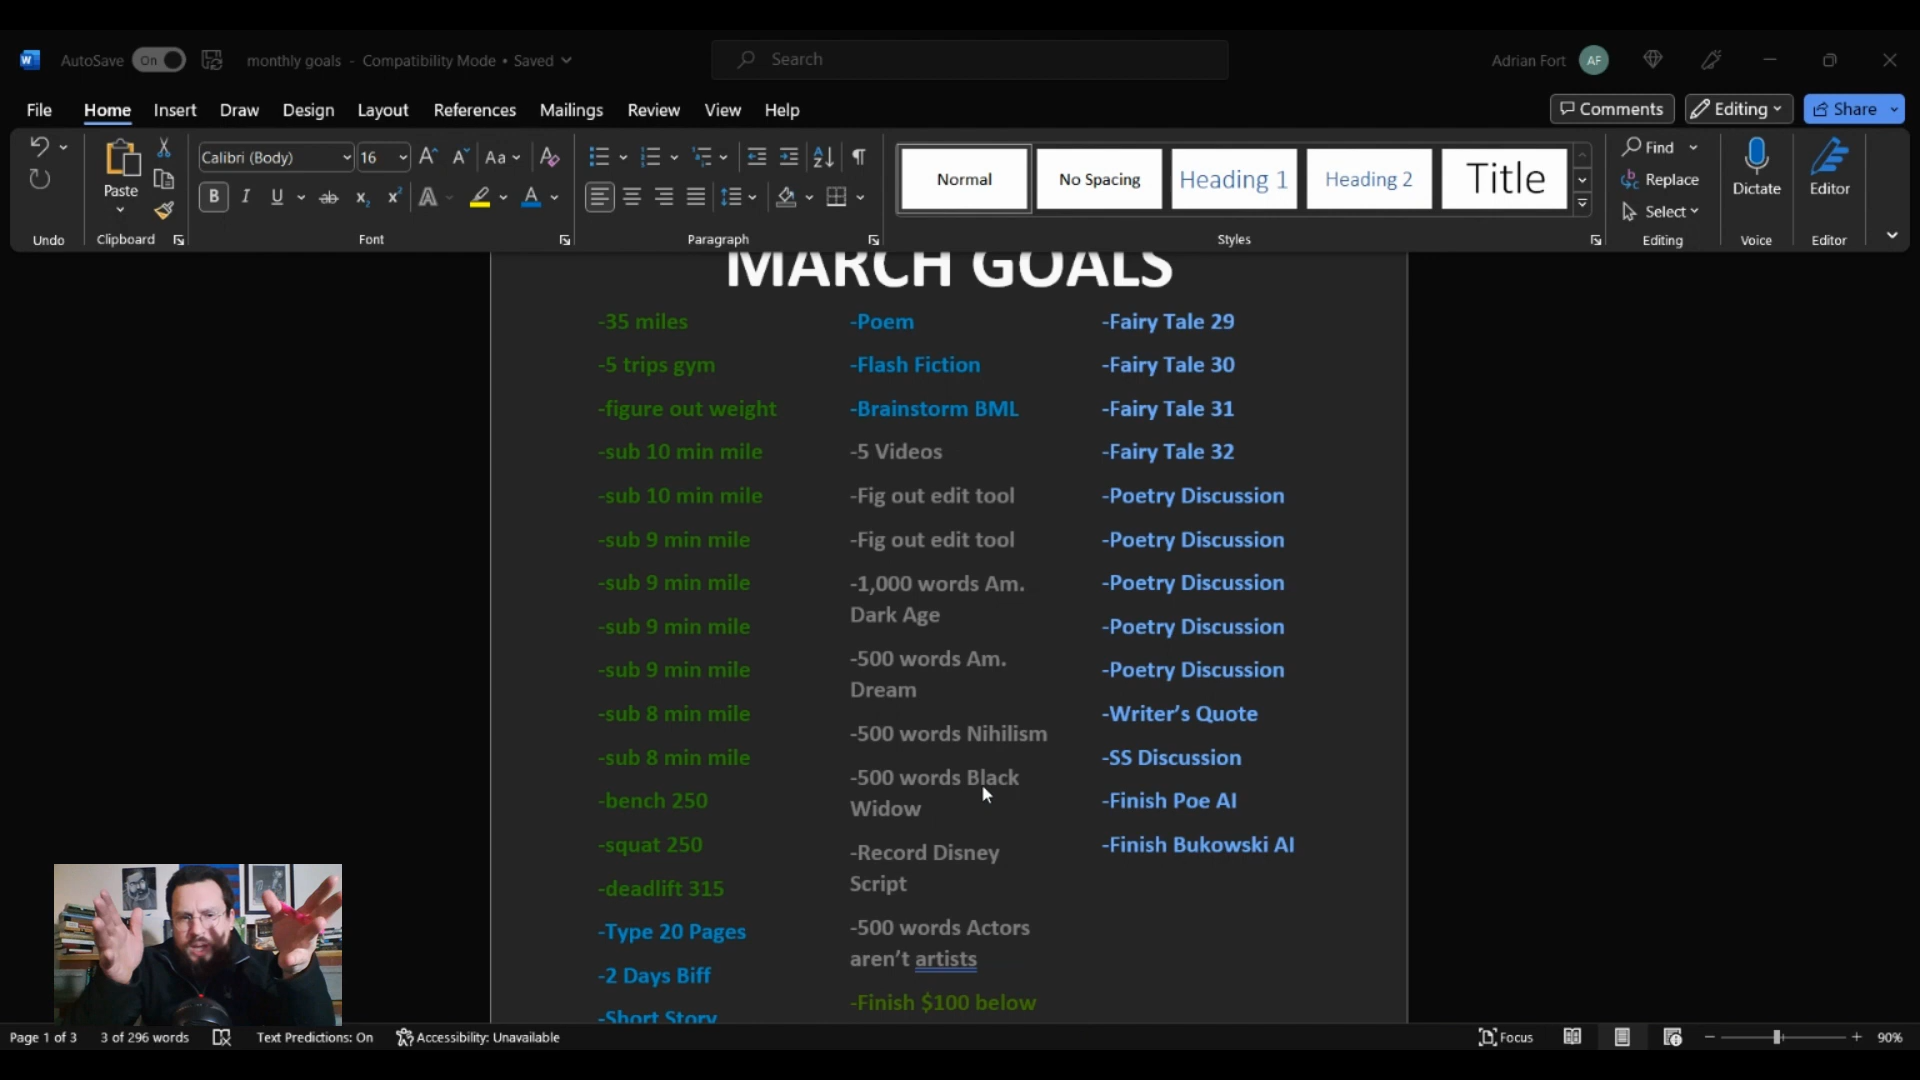 AutoSave On monthly goals - Compatibility Mode • Saved Search Adrian Fort AF
File Home Insert Draw Design Layout References Mailings Review View Help Comments Editing Share
Calibri (Body) 16 Aa
Paste
B I U ab x₂ x² A A
Normal No Spacing Heading 1 Heading 2 Title
Find
Replace
Select
Dictate Editor
Undo Clipboard Font Paragraph Styles Editing Voice Editor
MARCH GOALS
-35 miles
-5 trips gym
-figure out weight
-sub 10 min mile
-sub 10 min mile
-sub 9 min mile
-sub 9 min mile
-sub 9 min mile
-sub 9 min mile
-sub 8 min mile
-sub 8 min mile
-bench 250
-squat 250
-deadlift 315
-Type 20 Pages
-2 Days Biff
-Short Story
-Poem
-Flash Fiction
-Brainstorm BML
-5 Videos
-Fig out edit tool
-Fig out edit tool
-1,000 words Am.
Dark Age
-500 words Am.
Dream
-500 words Nihilism
-500 words Black
Widow
-Record Disney
Script
-500 words Actors
aren't artists
-Finish $100 below
-Fairy Tale 29
-Fairy Tale 30
-Fairy Tale 31
-Fairy Tale 32
-Poetry Discussion
-Poetry Discussion
-Poetry Discussion
-Poetry Discussion
-Poetry Discussion
-Writer's Quote
-SS Discussion
-Finish Poe AI
-Finish Bukowski AI
Page 1 of 3 3 of 296 words Text Predictions: On Accessibility: Unavailable Focus 90%